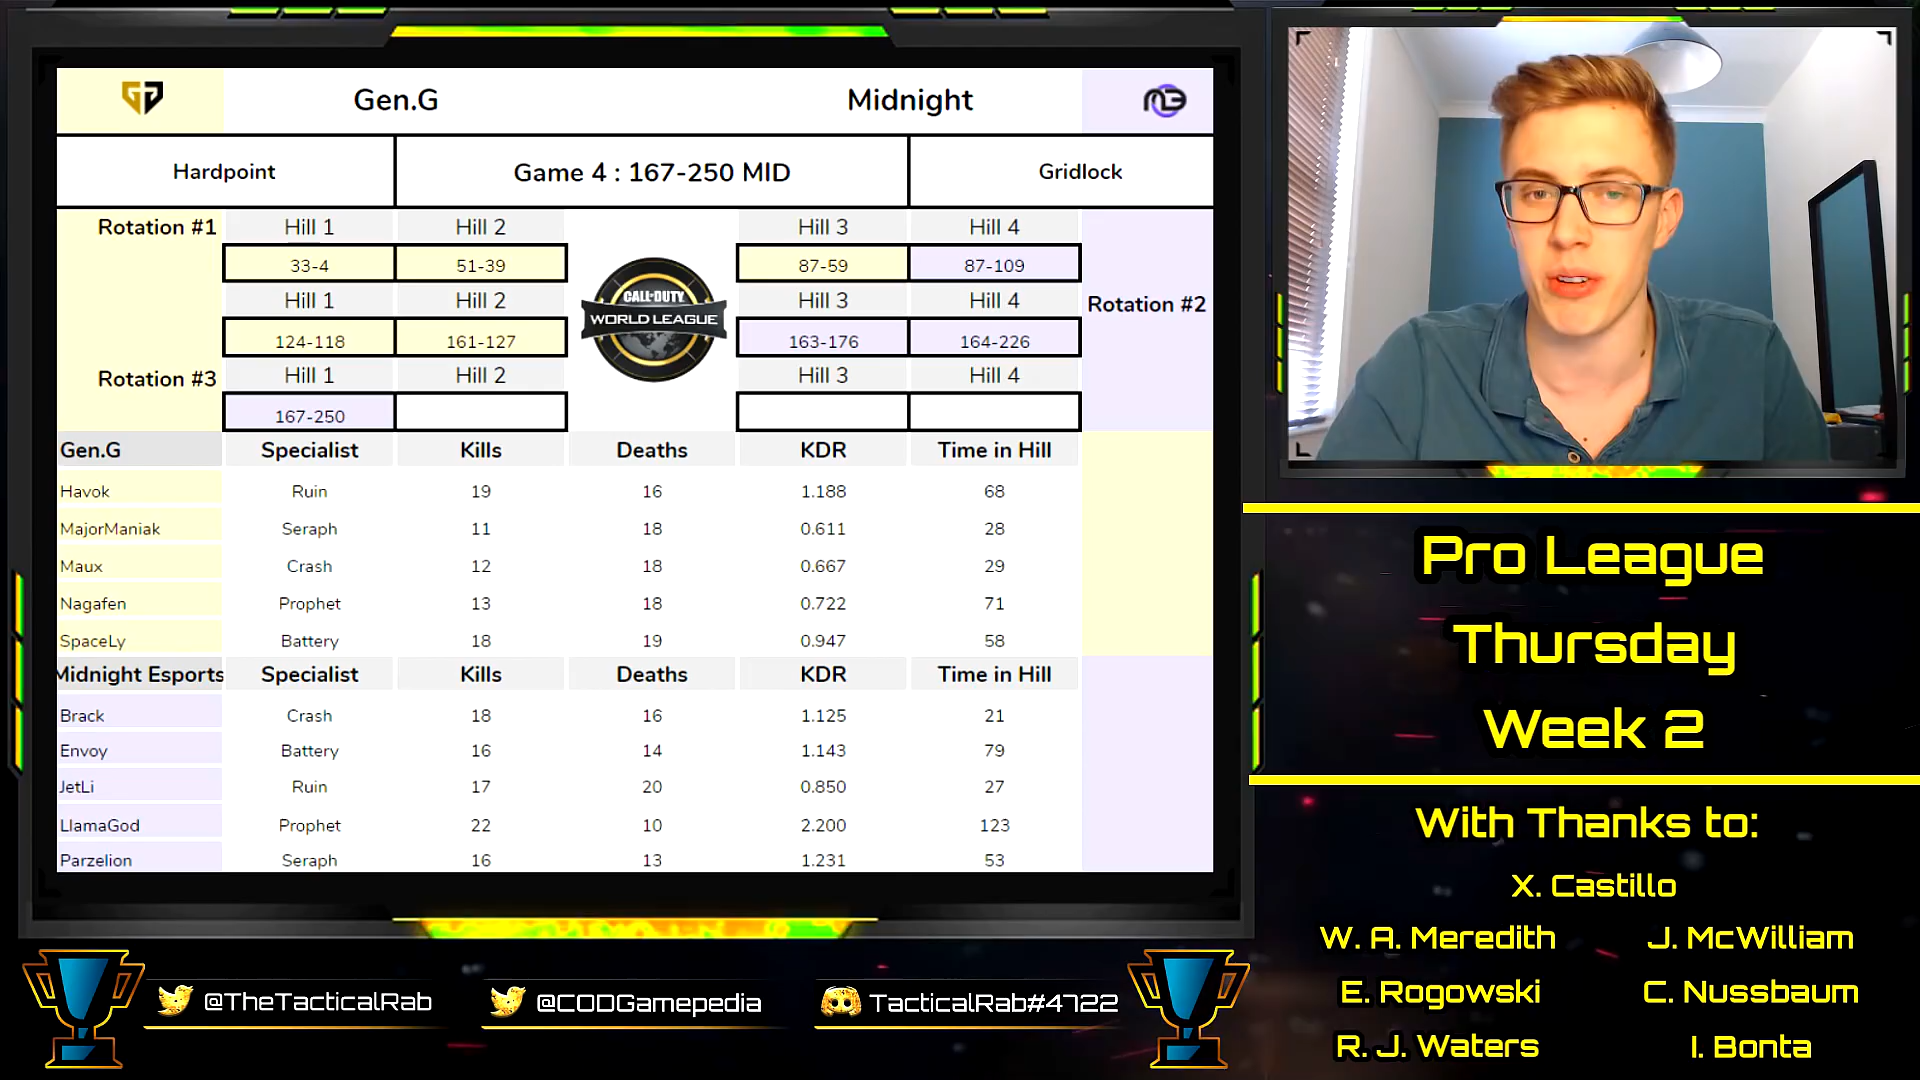 Gen.G Midnight
Hardpoint Game 4 : 167-250 MID Gridlock
Rotation #1 Hill 1 Hill 2 Hill 3 Hill 4
33-4 51-39 87-59 87-109
Hill 1 Hill 2 Hill 3 Hill 4
Rotation #2
124-118 161-127 163-176 164-226
CALL OF DUTY
WORLD LEAGUE
Rotation #3 Hill 1 Hill 2 Hill 3 Hill 4
167-250
Gen.G Specialist Kills Deaths KDR Time in Hill
Havok Ruin 19 16 1.188 68
MajorManiak Seraph 11 18 0.611 28
Maux Crash 12 18 0.667 29
Nagafen Prophet 13 18 0.722 71
SpaceLy Battery 18 19 0.947 58
Midnight Esports Specialist Kills Deaths KDR Time in Hill
Brack Crash 18 16 1.125 21
Envoy Battery 16 14 1.143 79
JetLi Ruin 17 20 0.850 27
LlamaGod Prophet 22 10 2.200 123
Parzelion Seraph 16 13 1.231 53
Pro League
Thursday
Week 2
With Thanks to:
X. Castillo
W. A. Meredith J. McWilliam
E. Rogowski C. Nussbaum
R. J. Waters I. Bonta
@TheTacticalRab @CODGamepedia TacticalRab#4722